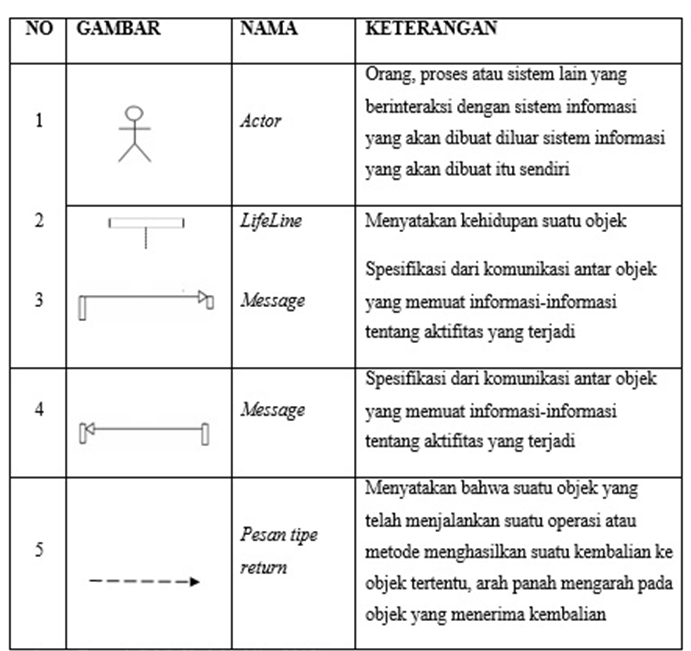 NO GAMBAR NAMA KETERANGAN
1
Actor
Orang, proses atau sistem lain yang
berinteraksi dengan sistem informasi
yang akan dibuat diluar sistem informasi
yang akan dibuat itu sendiri
2
LifeLine
Menyatakan kehidupan suatu objek
3
Message
Spesifikasi dari komunikasi antar objek
yang memuat informasi-informasi
tentang aktifitas yang terjadi
4
Message
Spesifikasi dari komunikasi antar objek
yang memuat informasi-informasi
tentang aktifitas yang terjadi
5
Pesan tipe
return
Menyatakan bahwa suatu objek yang
telah menjalankan suatu operasi atau
metode menghasilkan suatu kembalian ke
objek tertentu, arah panah mengarah pada
objek yang menerima kembalian